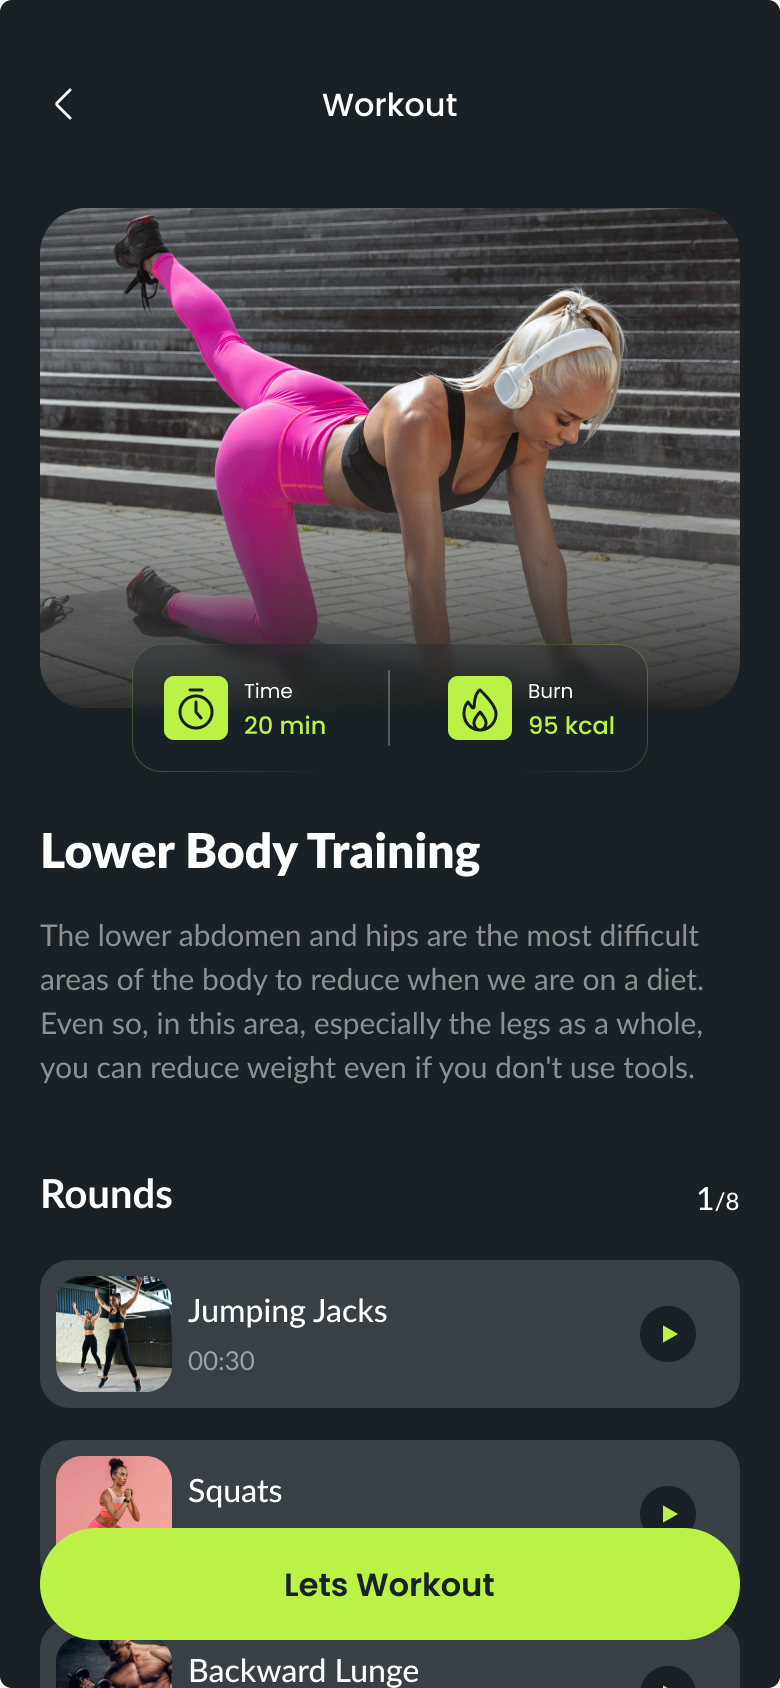 Workout
Time
20 min
Burn
95 kcal
Lower Body Training
The lower abdomen and hips are the most difficult
areas of the body to reduce when we are on a diet.
Even so, in this area, especially the legs as a whole,
you can reduce weight even if you don't use tools.
Rounds
1/8
Jumping Jacks
00:30
Squats
Lets Workout
Backward Lunge